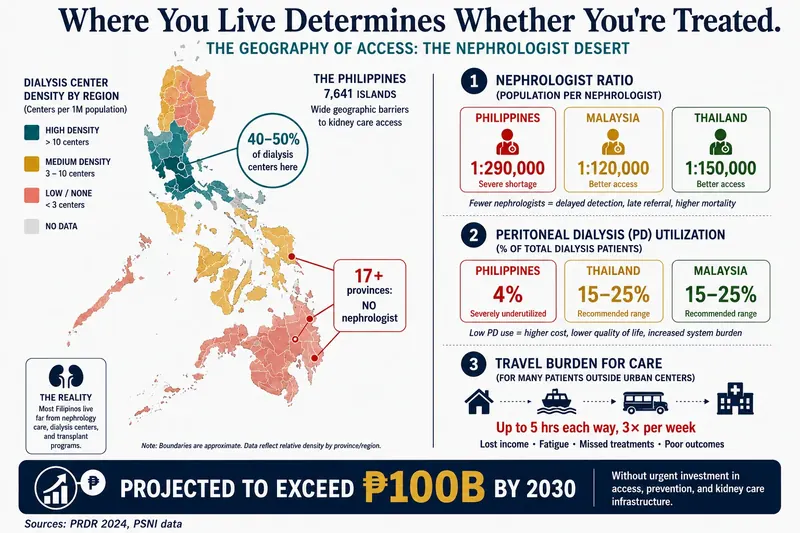 Where You Live Determines Whether You're Treated.
THE GEOGRAPHY OF ACCESS: THE NEPHROLOGIST DESERT
DIALYSIS CENTER
DENSITY BY REGION
(Centers per 1M population)
HIGH DENSITY
> 10 centers
MEDIUM DENSITY
3 – 10 centers
LOW / NONE
< 3 centers
NO DATA
THE PHILIPPINES
7,641 ISLANDS
Wide geographic barriers
to kidney care access
40–50%
of dialysis
centers here
17+
provinces:
NO
nephrologist
THE REALITY
Most Filipinos live
far from nephrology
care, dialysis centers,
and transplant
programs.
Note: Boundaries are approximate. Data reflect relative density by province/region.
1 NEPHROLOGIST RATIO
(POPULATION PER NEPHROLOGIST)
PHILIPPINES
1:290,000
Severe shortage
MALAYSIA
1:120,000
Better access
THAILAND
1:150,000
Better access
Fewer nephrologists = delayed detection, late referral, higher mortality
2 PERITONEAL DIALYSIS (PD) UTILIZATION
(% OF TOTAL DIALYSIS PATIENTS)
PHILIPPINES
4%
Severely underutilized
THAILAND
15–25%
Recommended range
MALAYSIA
15–25%
Recommended range
Low PD use = higher cost, lower quality of life, increased system burden
3 TRAVEL BURDEN FOR CARE
(FOR MANY PATIENTS OUTSIDE URBAN CENTERS)
Up to 5 hrs each way, 3× per week
Lost income • Fatigue • Missed treatments • Poor outcomes
₱
PROJECTED TO EXCEED ₱100B BY 2030
Without urgent investment in
access, prevention, and kidney care
infrastructure.
Sources: PRDR 2024, PSNI data